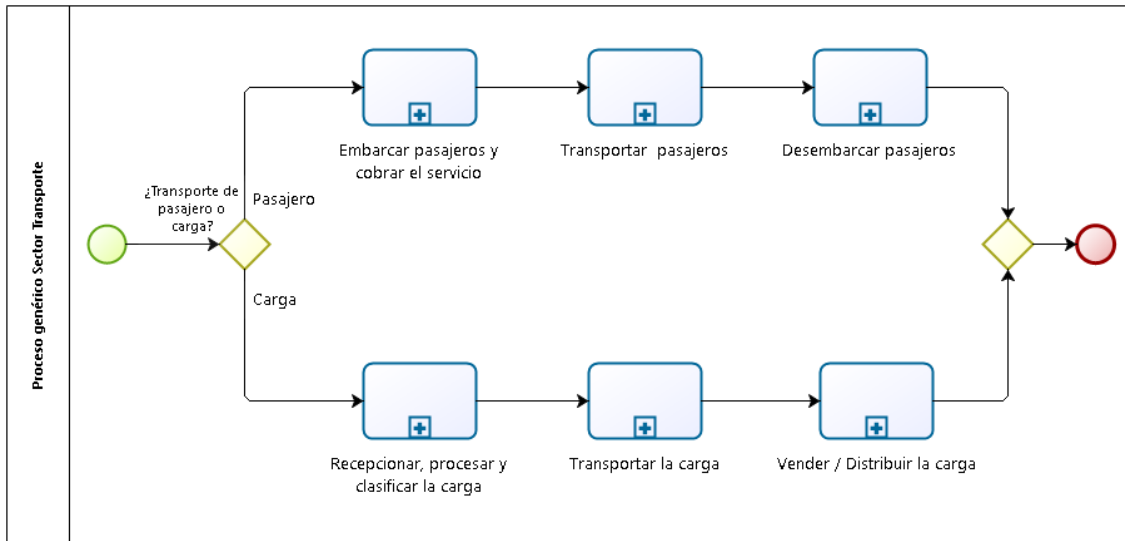 Proceso genérico Sector Transporte
¿Transporte de
pasajero o
carga?
Pasajero
Carga
Embarcar pasajeros y
cobrar el servicio
Transportar  pasajeros
Desembarcar pasajeros
Recepcionar, procesar y
clasificar la carga
Transportar la carga
Vender / Distribuir la carga